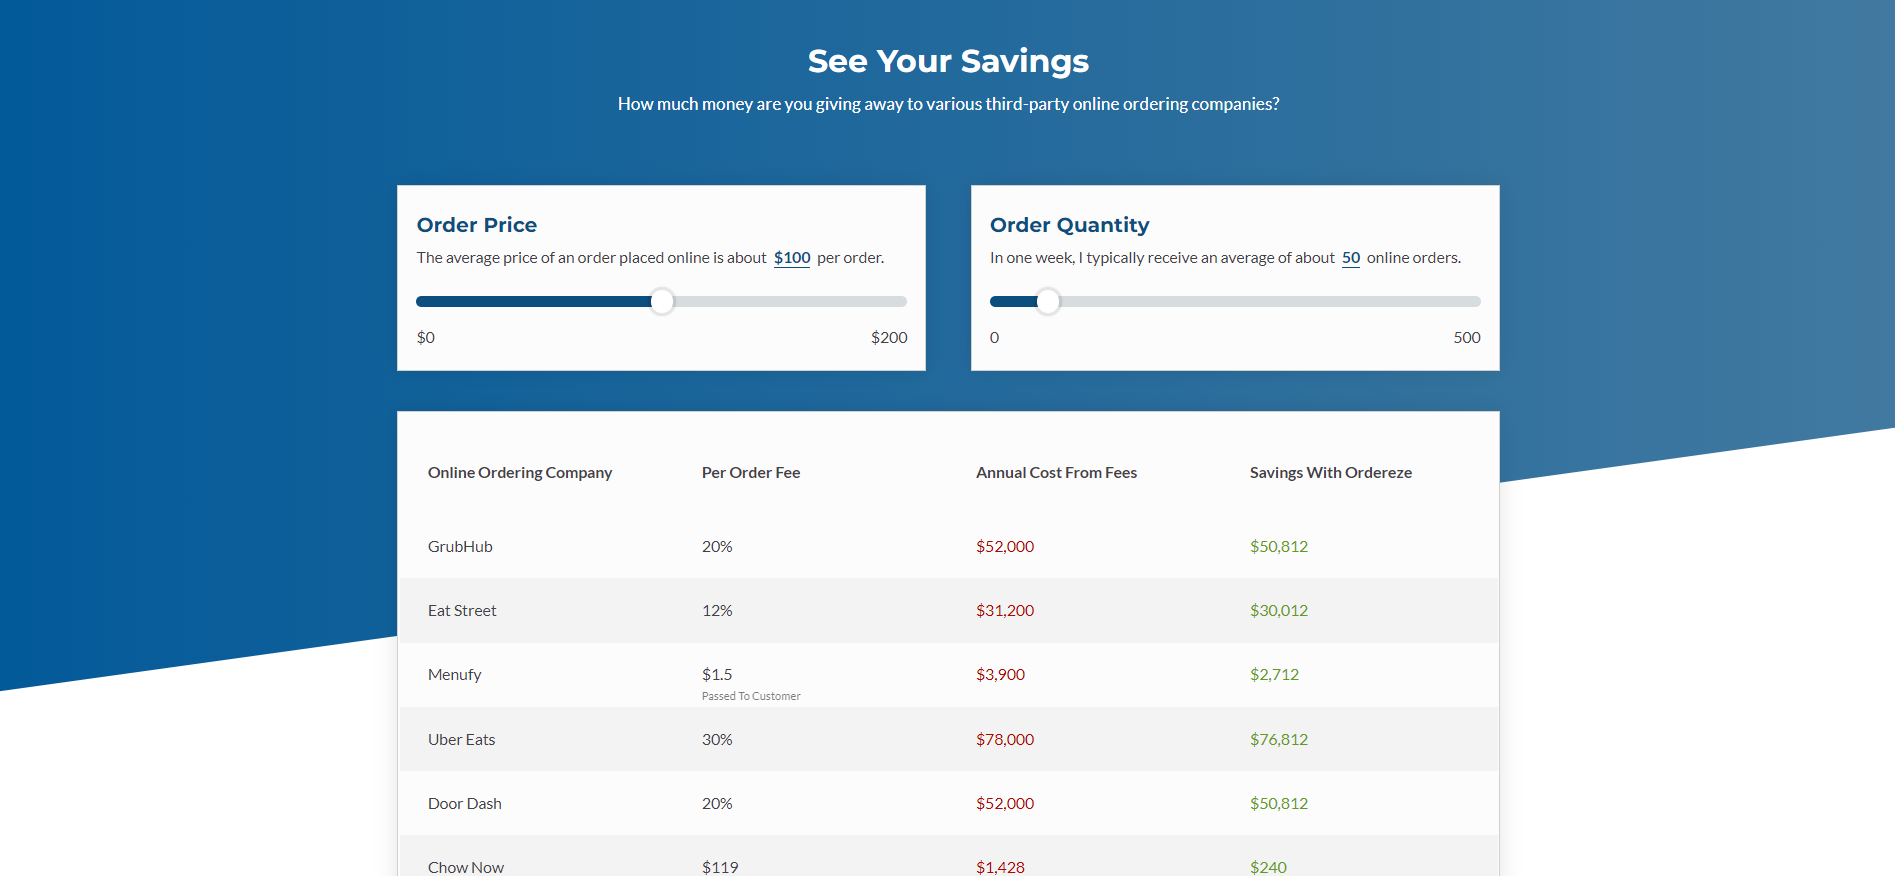 See Your Savings
How much money are you giving away to various third-party online ordering companies?
Order Price
The average price of an order placed online is about $100 per order.
$0 $200
Order Quantity
In one week, I typically receive an average of about 50 online orders.
0 500
Online Ordering Company Per Order Fee Annual Cost From Fees Savings With Ordereze
GrubHub 20% $52,000 $50,812
Eat Street 12% $31,200 $30,012
Menufy $1.5 $3,900 $2,712
Passed To Customer
Uber Eats 30% $78,000 $76,812
Door Dash 20% $52,000 $50,812
Chow Now $119 $1,428 $240